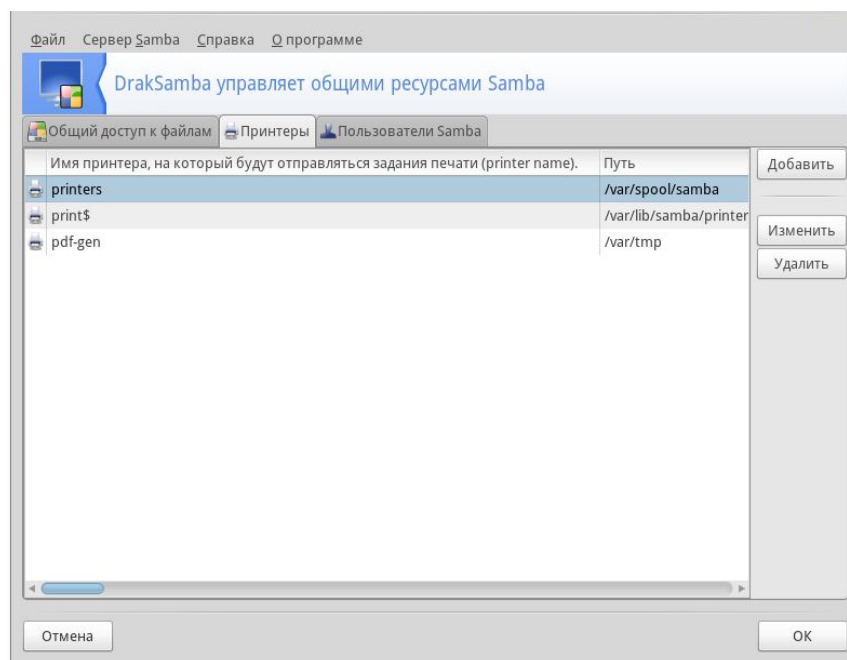 Файл Сервер Samba Справка О программе
DrakSamba управляет общими ресурсами Samba
Общий доступ к файлам Принтеры Пользователи Samba
Имя принтера, на который будут отправляться задания печати (printer name). Путь Добавить
printers /var/spool/samba
print$ /var/lib/samba/printer
Изменить
pdf-gen /var/tmp
Удалить
Отмена ОК